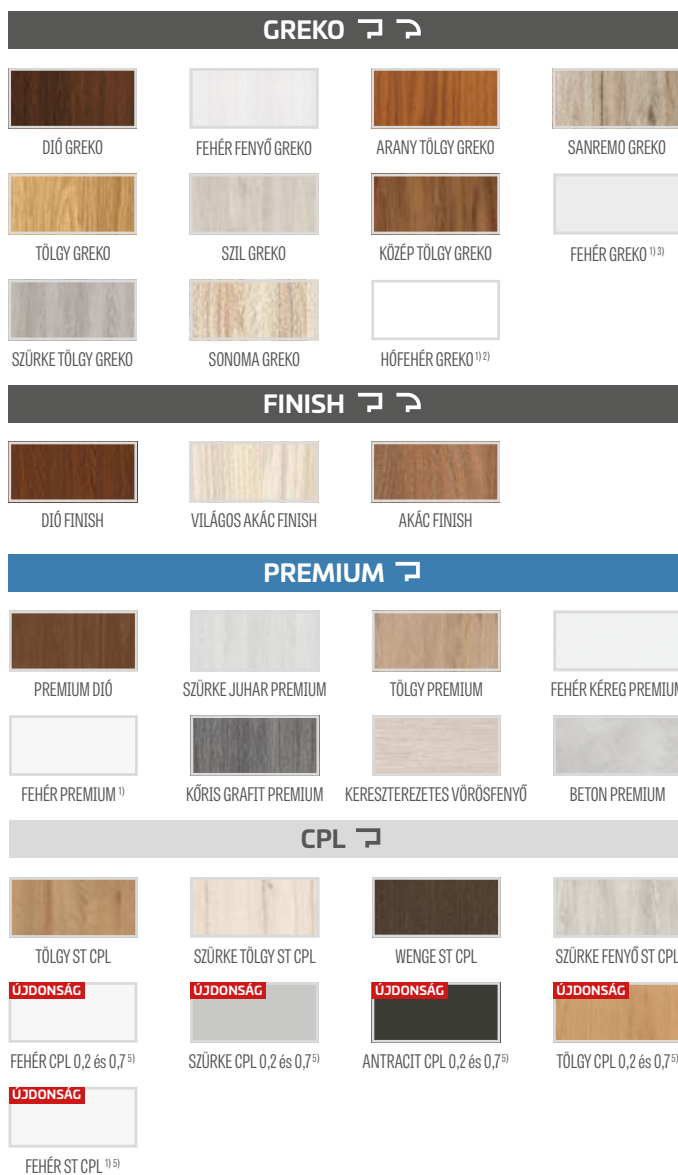 GREKO
DIÓ GREKO
FEHÉR FENYŐ GREKO
ARANY TÖLGY GREKO
SANREMO GREKO
TÖLGY GREKO
SZIL GREKO
KÖZÉP TÖLGY GREKO
FEHÉR GREKO 1) 3)
SZÜRKE TÖLGY GREKO
SONOMA GREKO
HÓFEHÉR GREKO 1) 2)
FINISH
DIÓ FINISH
VILÁGOS AKÁC FINISH
AKÁC FINISH
PREMIUM
PREMIUM DIÓ
SZÜRKE JUHAR PREMIUM
TÖLGY PREMIUM
FEHÉR KÉREG PREMIUM
FEHÉR PREMIUM 1)
KŐRIS GRAFIT PREMIUM
KERESZTEREZETES VÖRÖSFENYŐ
BETON PREMIUM
CPL
TÖLGY ST CPL
SZÜRKE TÖLGY ST CPL
WENGE ST CPL
SZÜRKE FENYŐ ST CPL
ÚJDONSÁG
FEHÉR CPL 0,2 és 0,7 5)
ÚJDONSÁG
SZÜRKE CPL 0,2 és 0,7 5)
ÚJDONSÁG
ANTRACIT CPL 0,2 és 0,7 5)
ÚJDONSÁG
TÖLGY CPL 0,2 és 0,7 5)
ÚJDONSÁG
FEHÉR ST CPL 1) 5)